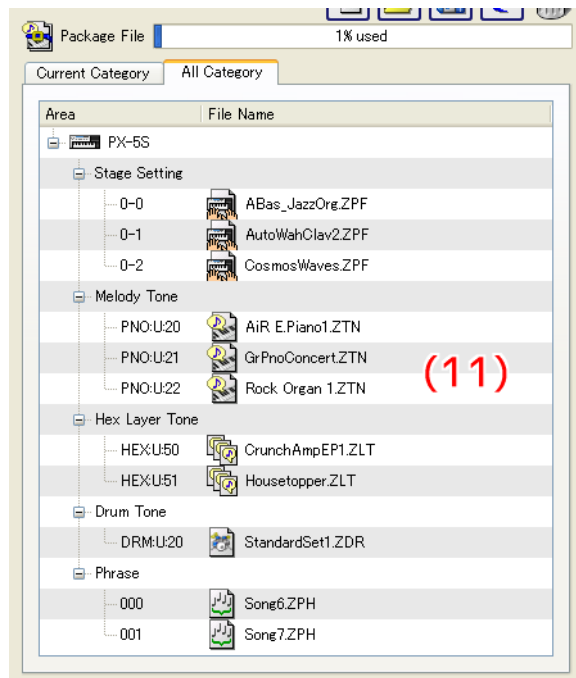 Package File 1% used
Current Category All Category
Area File Name
PX-5S
Stage Setting
0-0 ABas_JazzOrg.ZPF
0-1 AutoWahClav2.ZPF
0-2 CosmosWaves.ZPF
Melody Tone
PNO:U:20 AiR E.Piano1.ZTN
PNO:U:21 GrPnoConcert.ZTN
(11)
PNO:U:22 Rock Organ 1.ZTN
Hex Layer Tone
HEX:U:50 CrunchAmpEP1.ZLT
HEX:U:51 Housetopper.ZLT
Drum Tone
DRM:U:20 StandardSet1.ZDR
Phrase
000 Song6.ZPH
001 Song7.ZPH